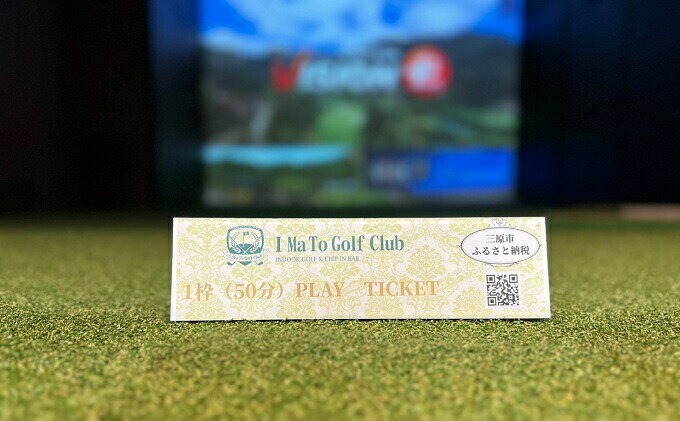 VISION
I Ma To Golf Club
INDOOR GOLF & CHIP IN BAR
三原市
ふるさと納税
1枠（50分）PLAY TICKET